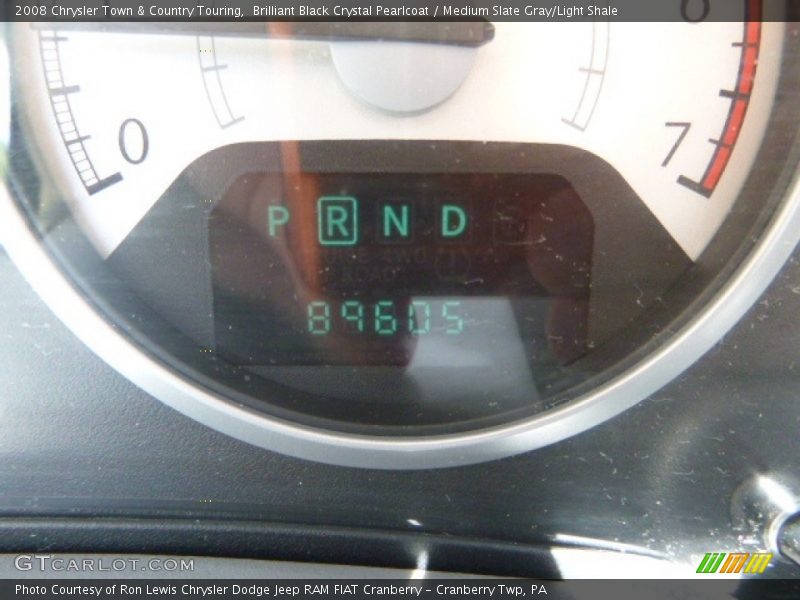 2008 Chrysler Town & Country Touring,  Brilliant Black Crystal Pearlcoat / Medium Slate Gray/Light Shale
0
7
P R N D
89605
GTCARLOT.COM
Photo Courtesy of Ron Lewis Chrysler Dodge Jeep RAM FIAT Cranberry - Cranberry Twp, PA